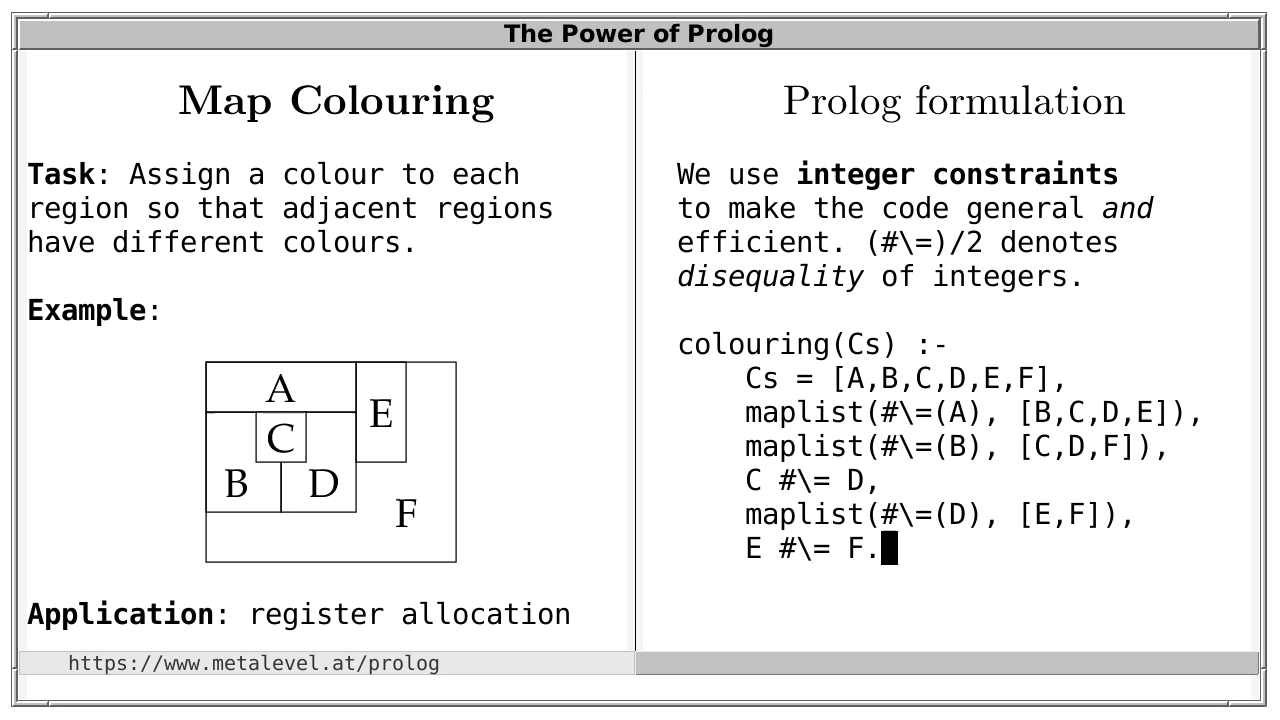 The Power of Prolog
Map Colouring
Task: Assign a colour to each
region so that adjacent regions
have different colours.
Example:
A
E
C
B
D
F
Application: register allocation
https://www.metalevel.at/prolog
Prolog formulation
We use integer constraints
to make the code general and
efficient. (#\=)/2 denotes
disequality of integers.
colouring(Cs) :-
    Cs = [A,B,C,D,E,F],
    maplist(#\=(A), [B,C,D,E]),
    maplist(#\=(B), [C,D,F]),
    C #\= D,
    maplist(#\=(D), [E,F]),
    E #\= F.